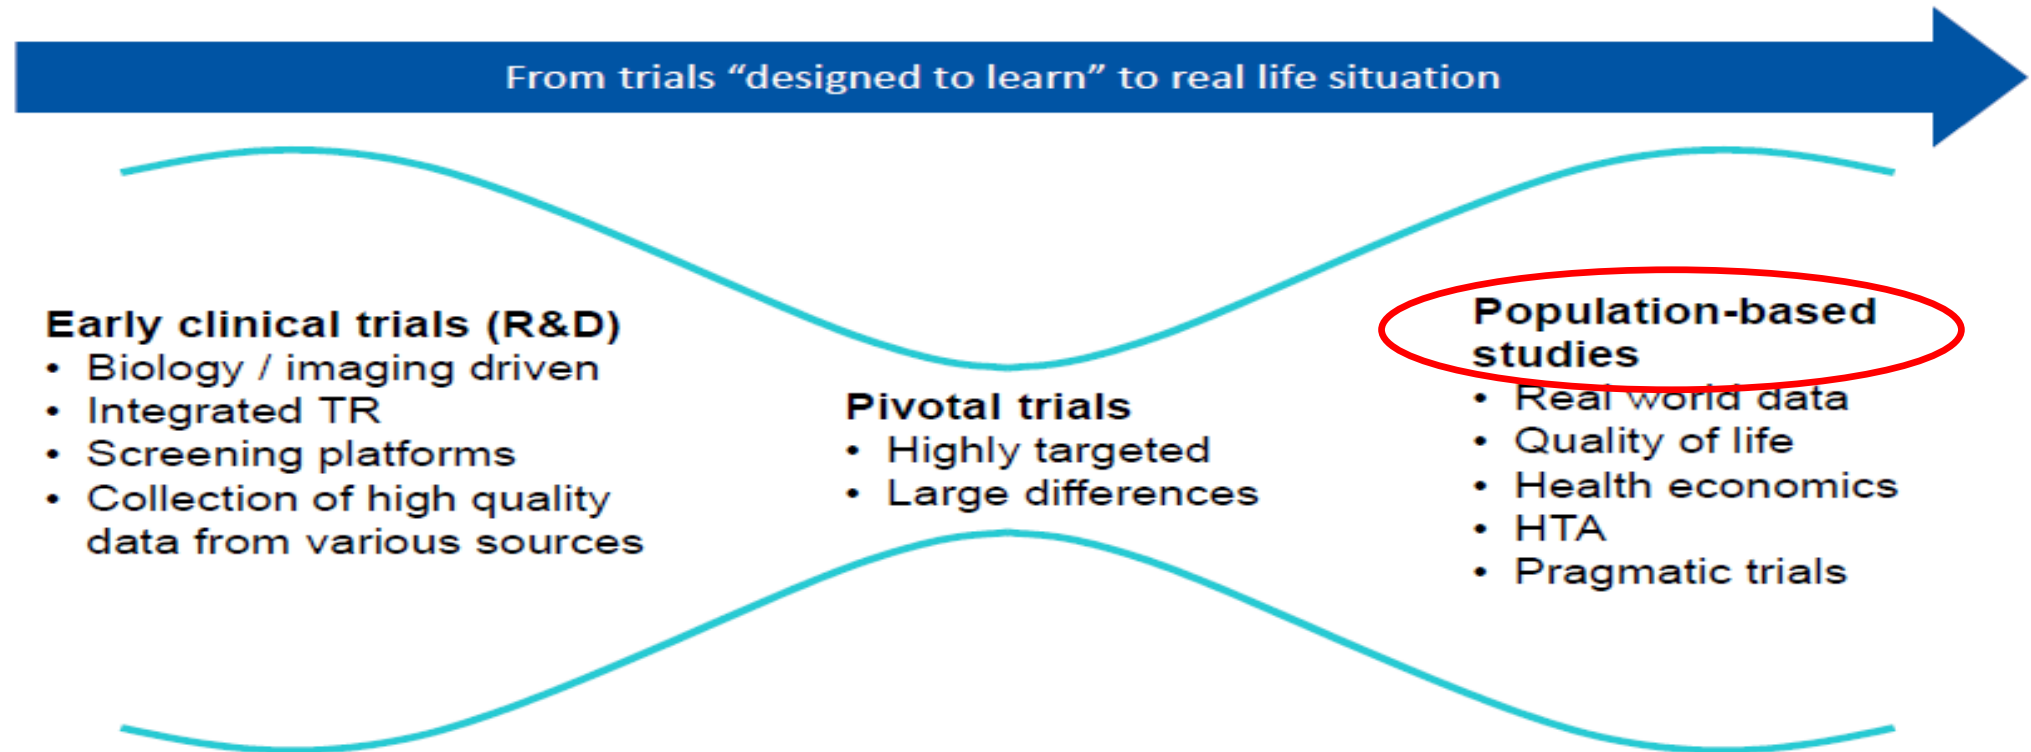 From trials “designed to learn” to real life situation
Early clinical trials (R&D)
• Biology / imaging driven
• Integrated TR
• Screening platforms
• Collection of high quality
data from various sources
Pivotal trials
• Highly targeted
• Large differences
Population-based
studies
• Real world data
• Quality of life
• Health economics
• HTA
• Pragmatic trials